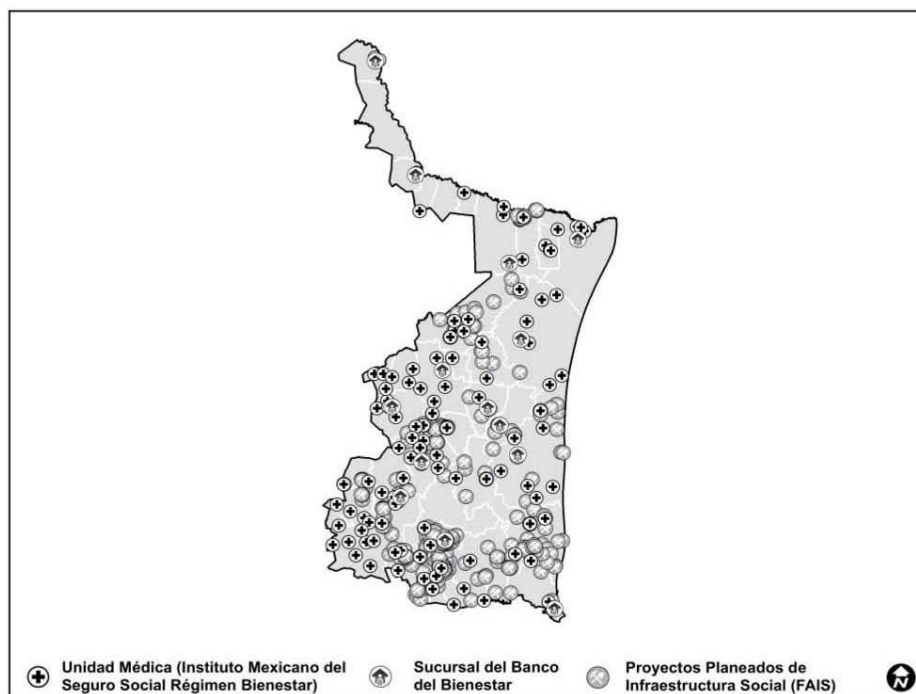 Unidad Médica (Instituto Mexicano del
Seguro Social Régimen Bienestar)
Sucursal del Banco
del Bienestar
Proyectos Planeados de
Infraestructura Social (FAIS)
N